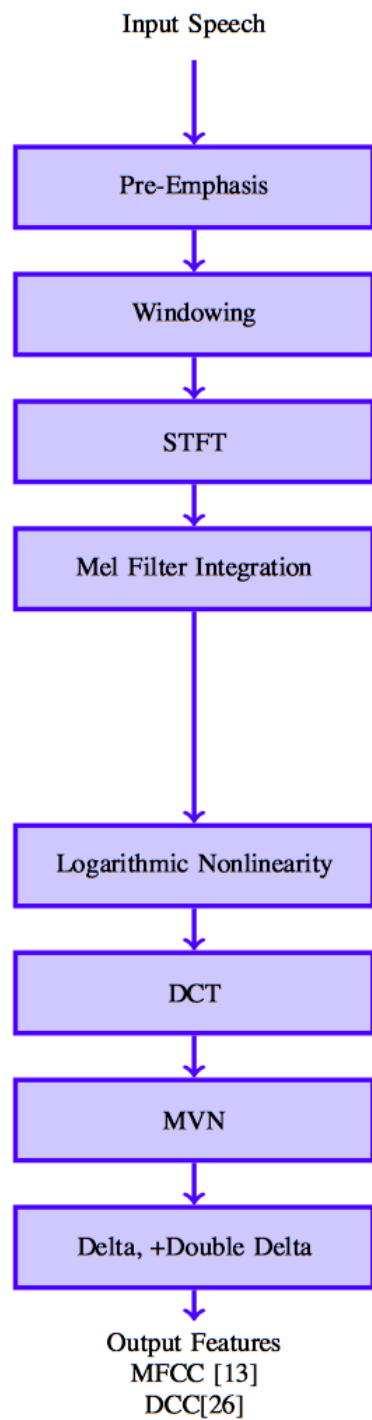 Input Speech
Pre-Emphasis
Windowing
STFT
Mel Filter Integration
Logarithmic Nonlinearity
DCT
MVN
Delta, +Double Delta
Output Features
MFCC [13]
DCC[26]